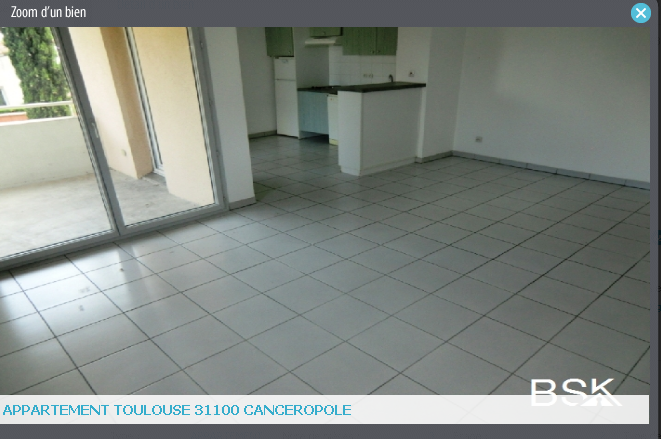 Zoom d'un bien
BSK
APPARTEMENT TOULOUSE 31100 CANCEROPOLE